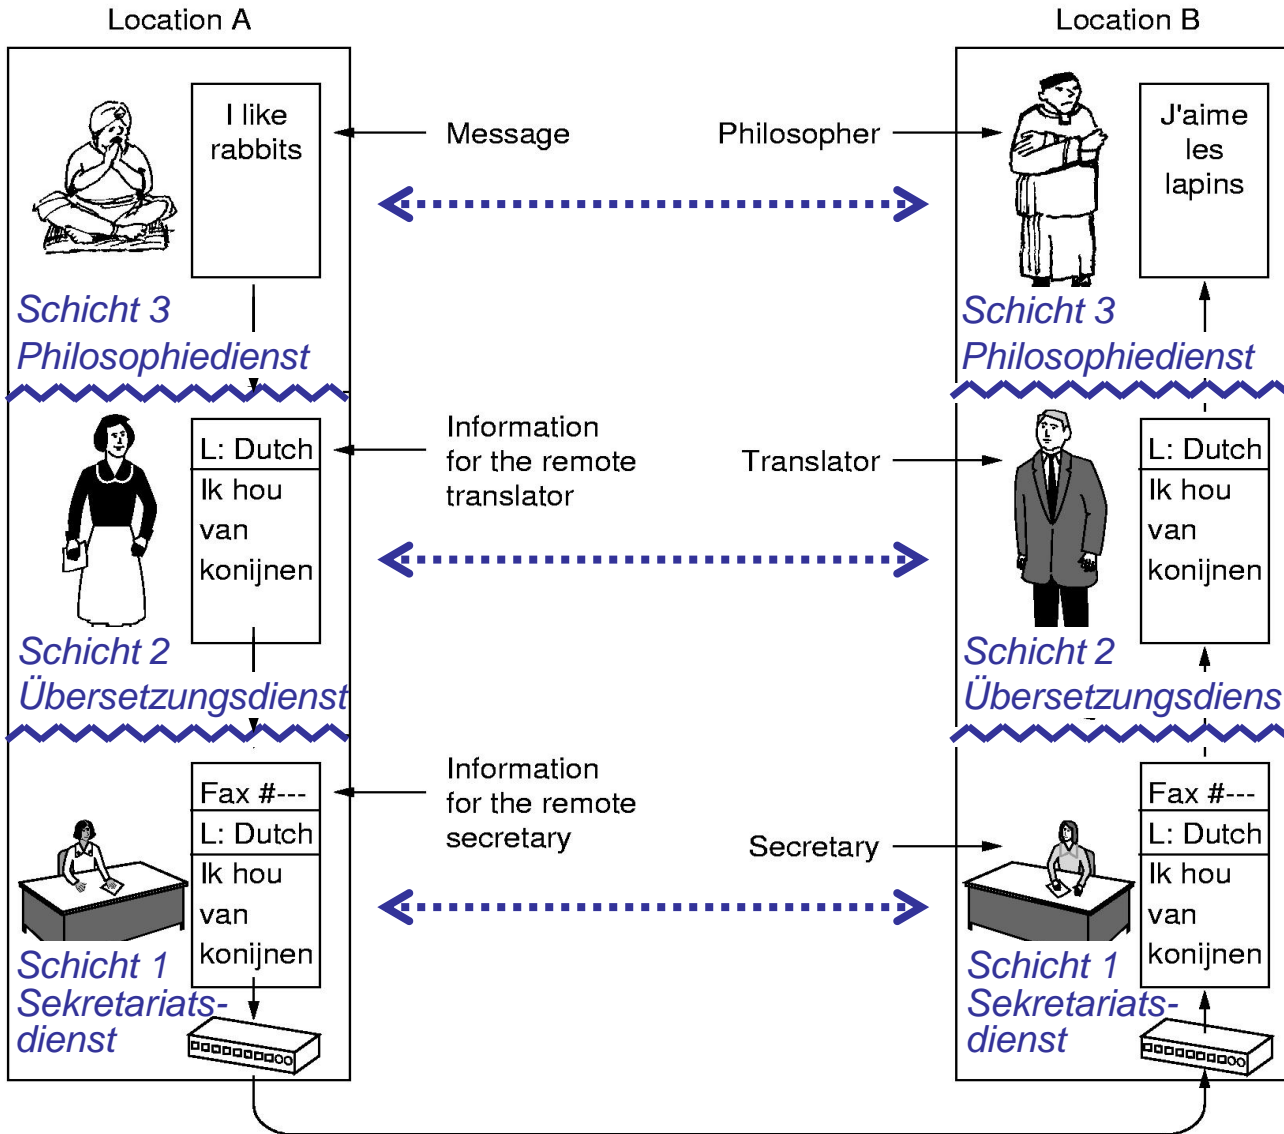 Location A
Location B
I like
rabbits
Message
Philosopher
J'aime
les
lapins
Schicht 3
Philosophiedienst
Schicht 3
Philosophiedienst
L: Dutch
Ik hou
van
konijnen
Information
for the remote
translator
Translator
L: Dutch
Ik hou
van
konijnen
Schicht 2
Übersetzungsdienst
Schicht 2
Übersetzungsdiens
Fax #---
L: Dutch
Ik hou
van
konijnen
Information
for the remote
secretary
Secretary
Fax #---
L: Dutch
Ik hou
van
konijnen
Schicht 1
Sekretariats-
dienst
Schicht 1
Sekretariats-
dienst